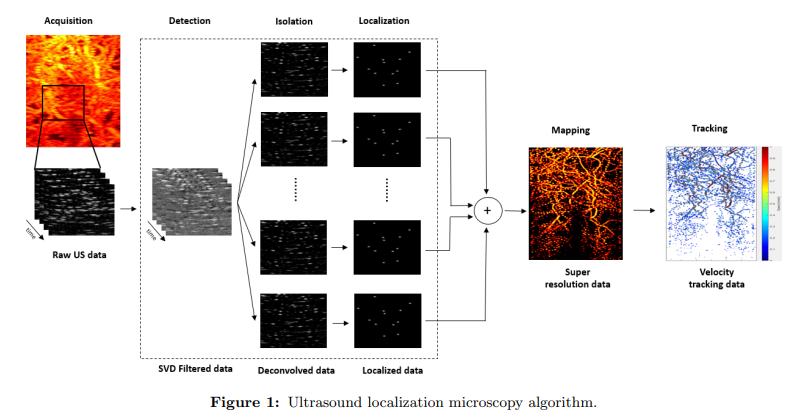 Acquisition
Detection
Isolation
Localization
Mapping
Tracking
time
time
+
Raw US data
Super
resolution data
Velocity
tracking data
SVD Filtered data
Deconvolved data
Localized data
Figure 1: Ultrasound localization microscopy algorithm.